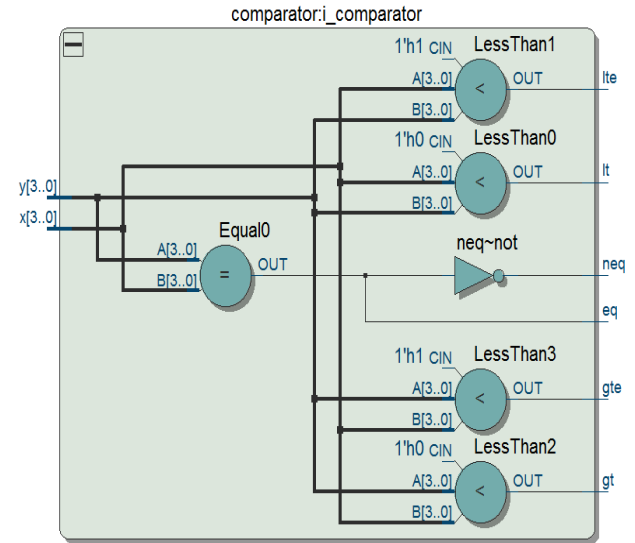 comparator:i_comparator
1'h1 CIN LessThan1
A[3..0] OUT lte
<
B[3..0]
1'h0 CIN LessThan0
A[3..0] OUT lt
<
B[3..0]
y[3..0]
x[3..0]
Equal0
A[3..0] OUT
=
B[3..0]
neq~not
neq
eq
1'h1 CIN LessThan3
A[3..0] OUT gte
<
B[3..0]
1'h0 CIN LessThan2
A[3..0] OUT gt
<
B[3..0]